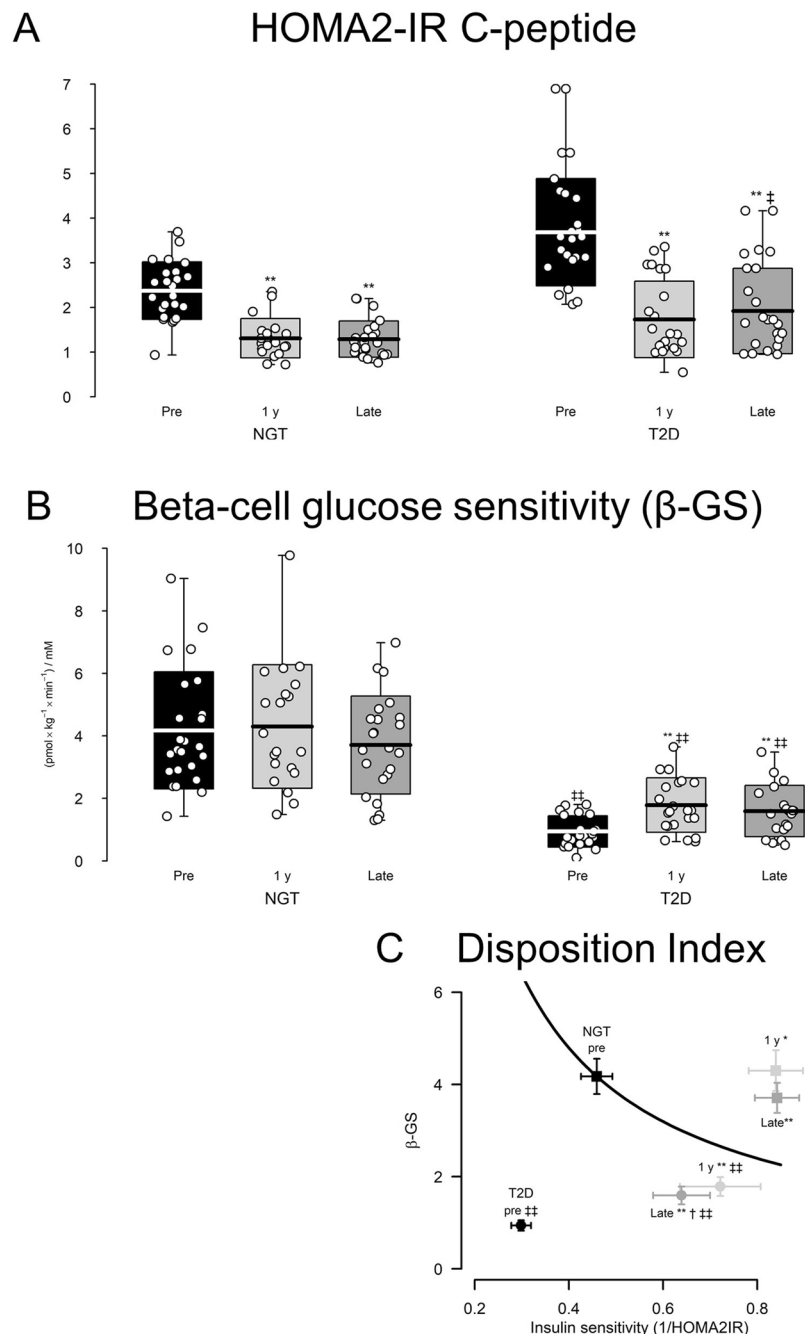 A HOMA2-IR C-peptide
7
6
5
4
3
2
1
0
** ** ** ** ‡
Pre 1 y Late Pre 1 y Late
NGT T2D
B Beta-cell glucose sensitivity (β-GS)
10
8
6
4
2
0
(pmol × kg⁻¹ × min⁻¹) / mM
‡‡ ** ‡‡ ** ‡‡
Pre 1 y Late Pre 1 y Late
NGT T2D
C Disposition Index
6
4
2
0
β-GS
NGT
pre
1 y *
Late**
1 y ** ‡‡
Late ** † ‡‡
T2D
pre ‡‡
0.2 0.4 0.6 0.8
Insulin sensitivity (1/HOMA2IR)